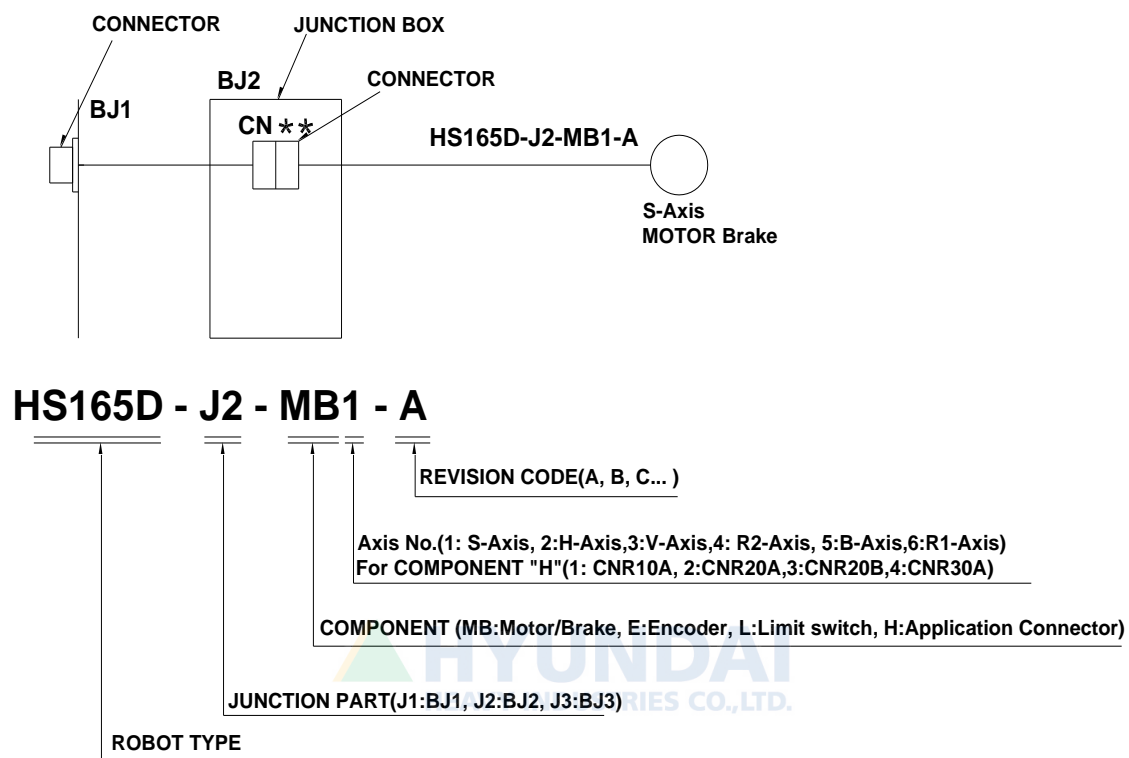 CONNECTOR
JUNCTION BOX
BJ2
CONNECTOR
BJ1
CN **
HS165D-J2-MB1-A
S-Axis
MOTOR Brake
HS165D - J2 - MB1 - A
REVISION CODE(A, B, C... )
Axis No.(1: S-Axis, 2:H-Axis,3:V-Axis,4: R2-Axis, 5:B-Axis,6:R1-Axis)
For COMPONENT "H"(1: CNR10A, 2:CNR20A,3:CNR20B,4:CNR30A)
COMPONENT (MB:Motor/Brake, E:Encoder, L:Limit switch, H:Application Connector)
HYUNDAI
JUNCTION PART(J1:BJ1, J2:BJ2, J3:BJ3)
HEAVY INDUSTRIES CO.,LTD.
ROBOT TYPE